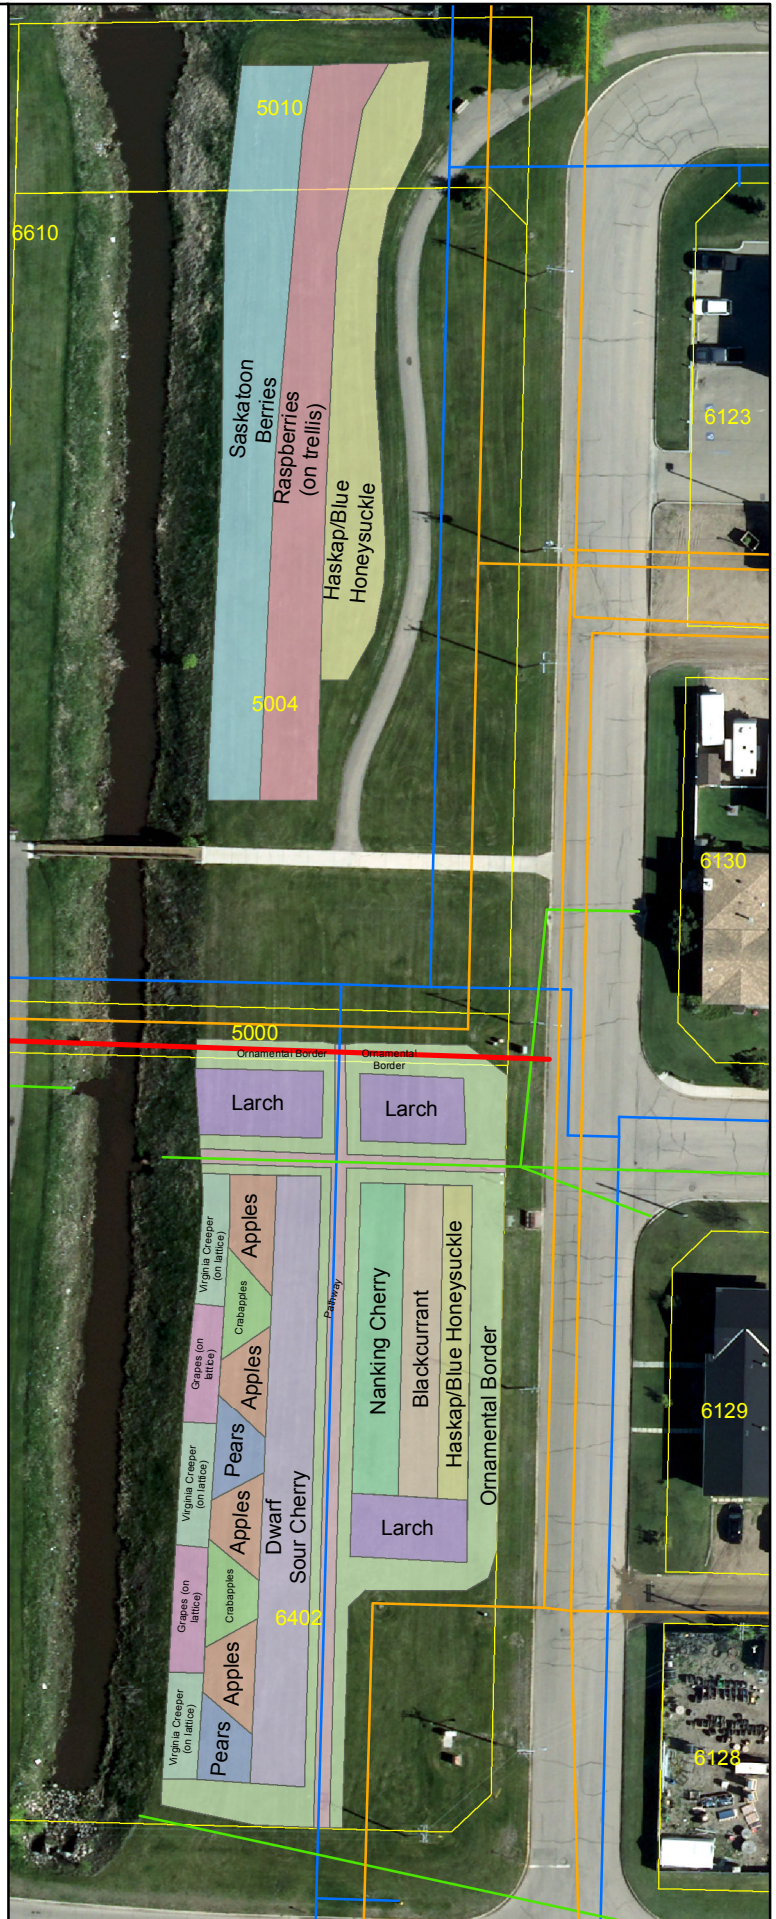 5010
6610
Saskatoon
Berries
Raspberries
(on trellis)
Haskap/Blue
Honeysuckle
6123
5004
6130
5000
Ornamental Border
Ornamental
Border
Larch
Larch
Virginia Creeper
(on lattice)
Apples
Crabapples
Grapes (on
lattice)
Apples
Pears
Virginia Creeper
(on lattice)
Apples
Crabapples
Grapes (on
lattice)
Apples
Virginia Creeper
(on lattice)
Pears
Dwarf
Sour Cherry
Pathway
Nanking Cherry
Blackcurrant
Haskap/Blue Honeysuckle
Ornamental Border
Larch
6402
6129
6128